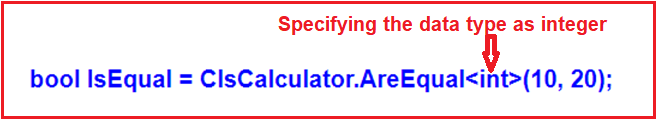 Specifying the data type as integer
bool IsEqual = ClsCalculator.AreEqual<int>(10, 20);